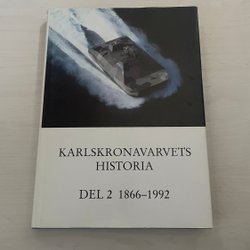 KARLSKRONAVARVETS
HISTORIA
DEL 2 1866–1992